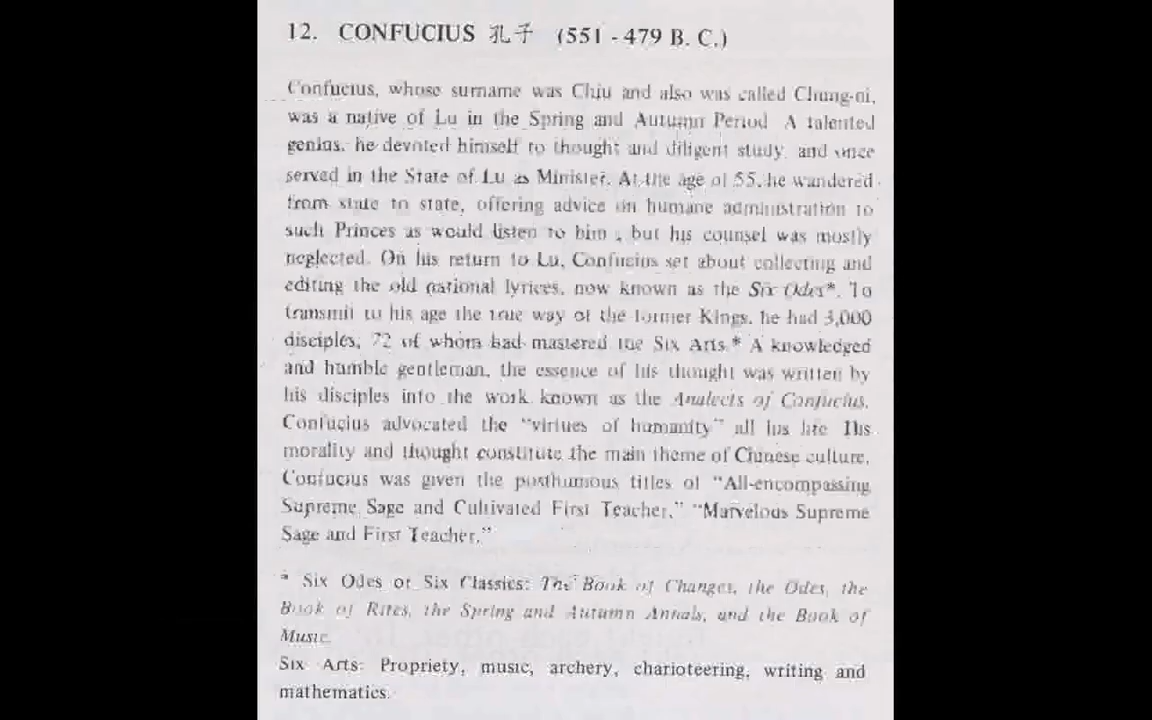 12. CONFUCIUS 孔子 (551 - 479 B. C.)
Confucius, whose surname was Chiu and also was called Chung-ni,
was a native of Lu in the Spring and Autumn Period A talented
genius, he devoted himself to thought and diligent study, and once
served in the State of Lu as Minister. At the age of 55, he wandered
from state to state, offering advice on humane administration to
such Princes as would listen to him , but his counsel was mostly
neglected. On his return to Lu, Confucius set about collecting and
editing the old national lyrices, now known as the Six Odes*. To
transmit to his age the true way of the former Kings, he had 3,000
disciples, 72 of whom had mastered the Six Arts.* A knowledged
and humble gentleman, the essence of his thought was written by
his disciples into the work known as the Analects of Confucius.
Confucius advocated the "virtues of humanity" all his life His
morality and thought constitute the main theme of Chinese culture.
Confucius was given the posthumous titles of "All-encompassing
Supreme Sage and Cultivated First Teacher," "Marvelous Supreme
Sage and First Teacher."
* Six Odes or Six Classics: The Book of Changes, the Odes, the
Book of Rites, the Spring and Autumn Annals, and the Book of
Music.
Six Arts: Propriety, music, archery, charioteering, writing and
mathematics.